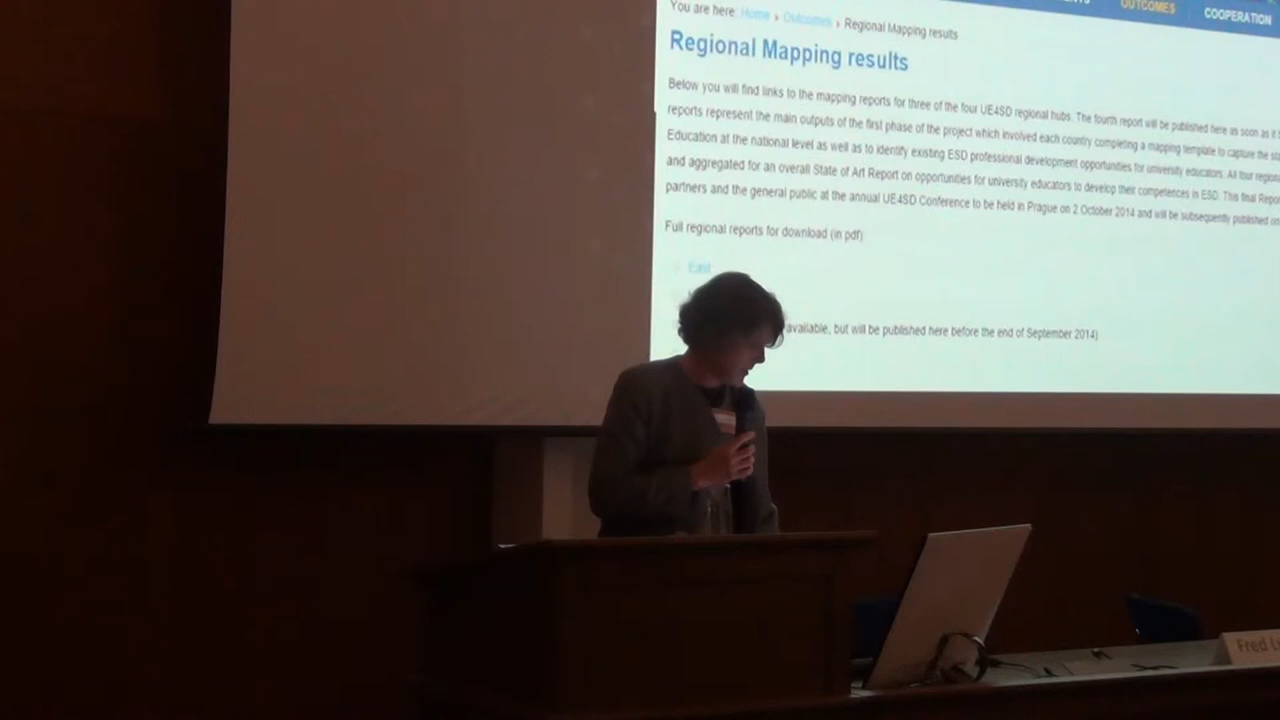 OUTCOMES
COOPERATION
You are here: Home › Outcomes › Regional Mapping results
Regional Mapping results
Below you will find links to the mapping reports for three of the four UE4SD regional hubs. The fourth report will be published here as soon as it
reports represent the main outputs of the first phase of the project which involved each country completing a mapping template to capture the
Education at the national level as well as to identify existing ESD professional development opportunities for university educators. All four
and aggregated for an overall State of Art Report on opportunities for university educators to develop their competences in ESD. This final
partners and the general public at the annual UE4SD Conference to be held in Prague on 2 October 2014 and will be subsequently published
Full regional reports for download (in pdf)
East
available, but will be published here before the end of September 2014)
Fred